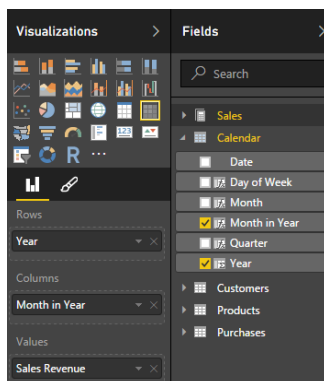 Visualizations
R
123
Rows
Year
Columns
Month in Year
Values
Sales Revenue
Fields
Search
Sales
Calendar
Date
Day of Week
Month
Month in Year
Quarter
Year
Customers
Products
Purchases